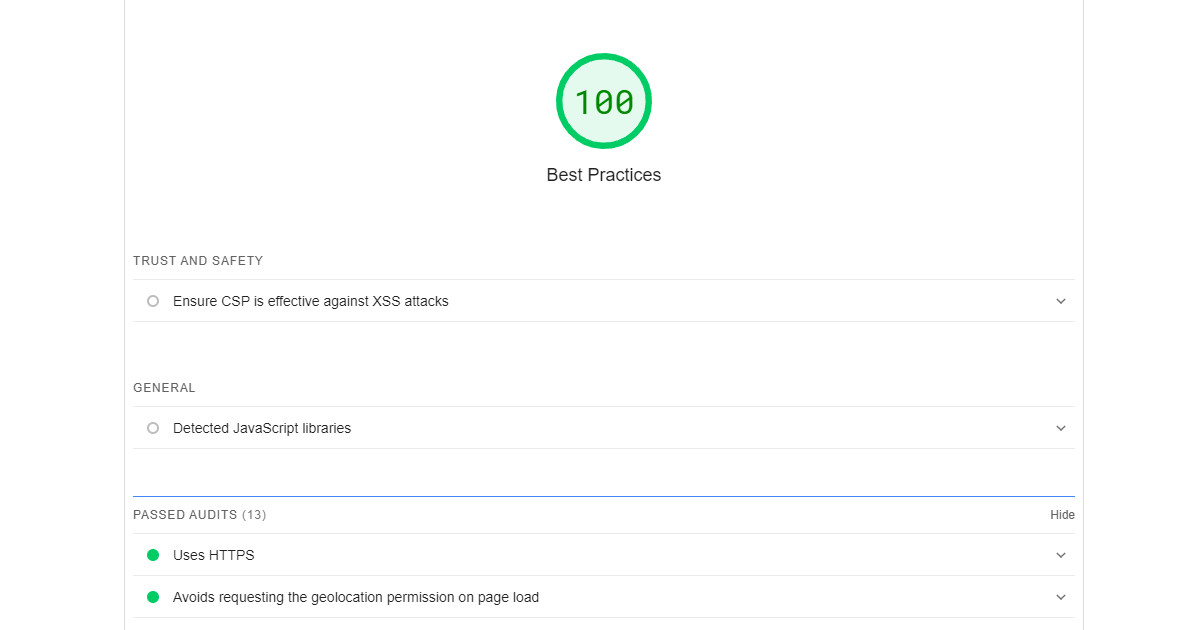 100
Best Practices
TRUST AND SAFETY
Ensure CSP is effective against XSS attacks
GENERAL
Detected JavaScript libraries
PASSED AUDITS (13) Hide
Uses HTTPS
Avoids requesting the geolocation permission on page load